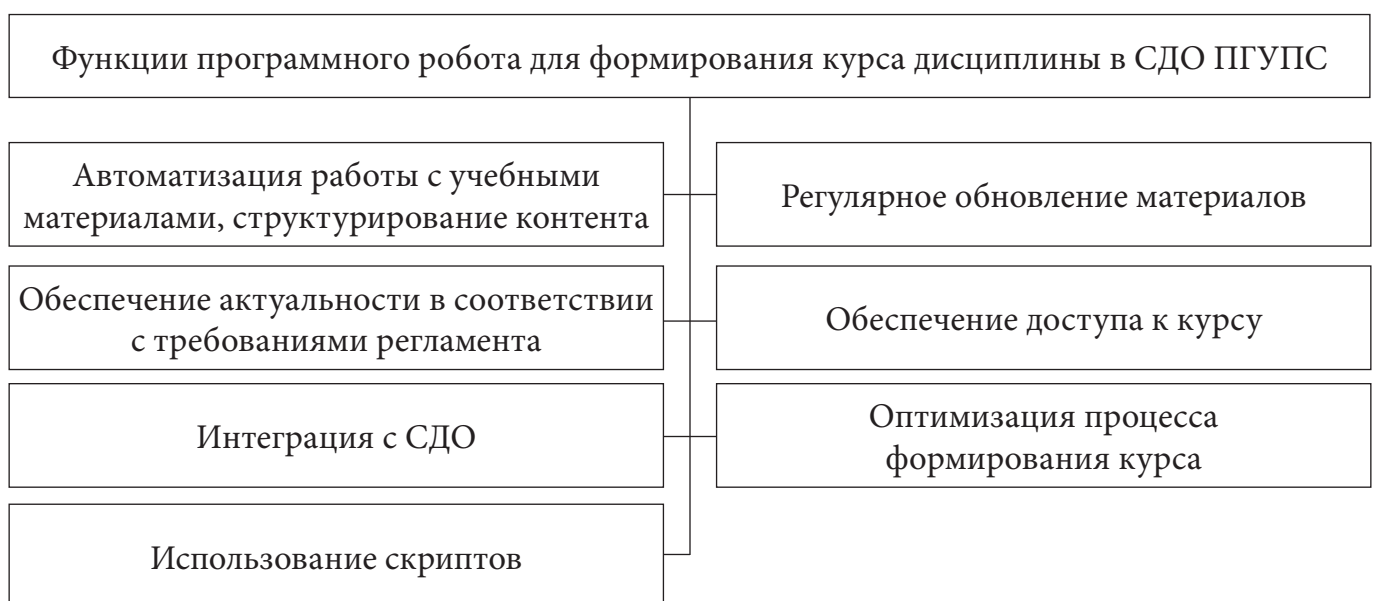 Функции программного робота для формирования курса дисциплины в СДО ПГУПС
Автоматизация работы с учебными
материалами, структурирование контента
Регулярное обновление материалов
Обеспечение актуальности в соответствии
с требованиями регламента
Обеспечение доступа к курсу
Интеграция с СДО
Оптимизация процесса
формирования курса
Использование скриптов